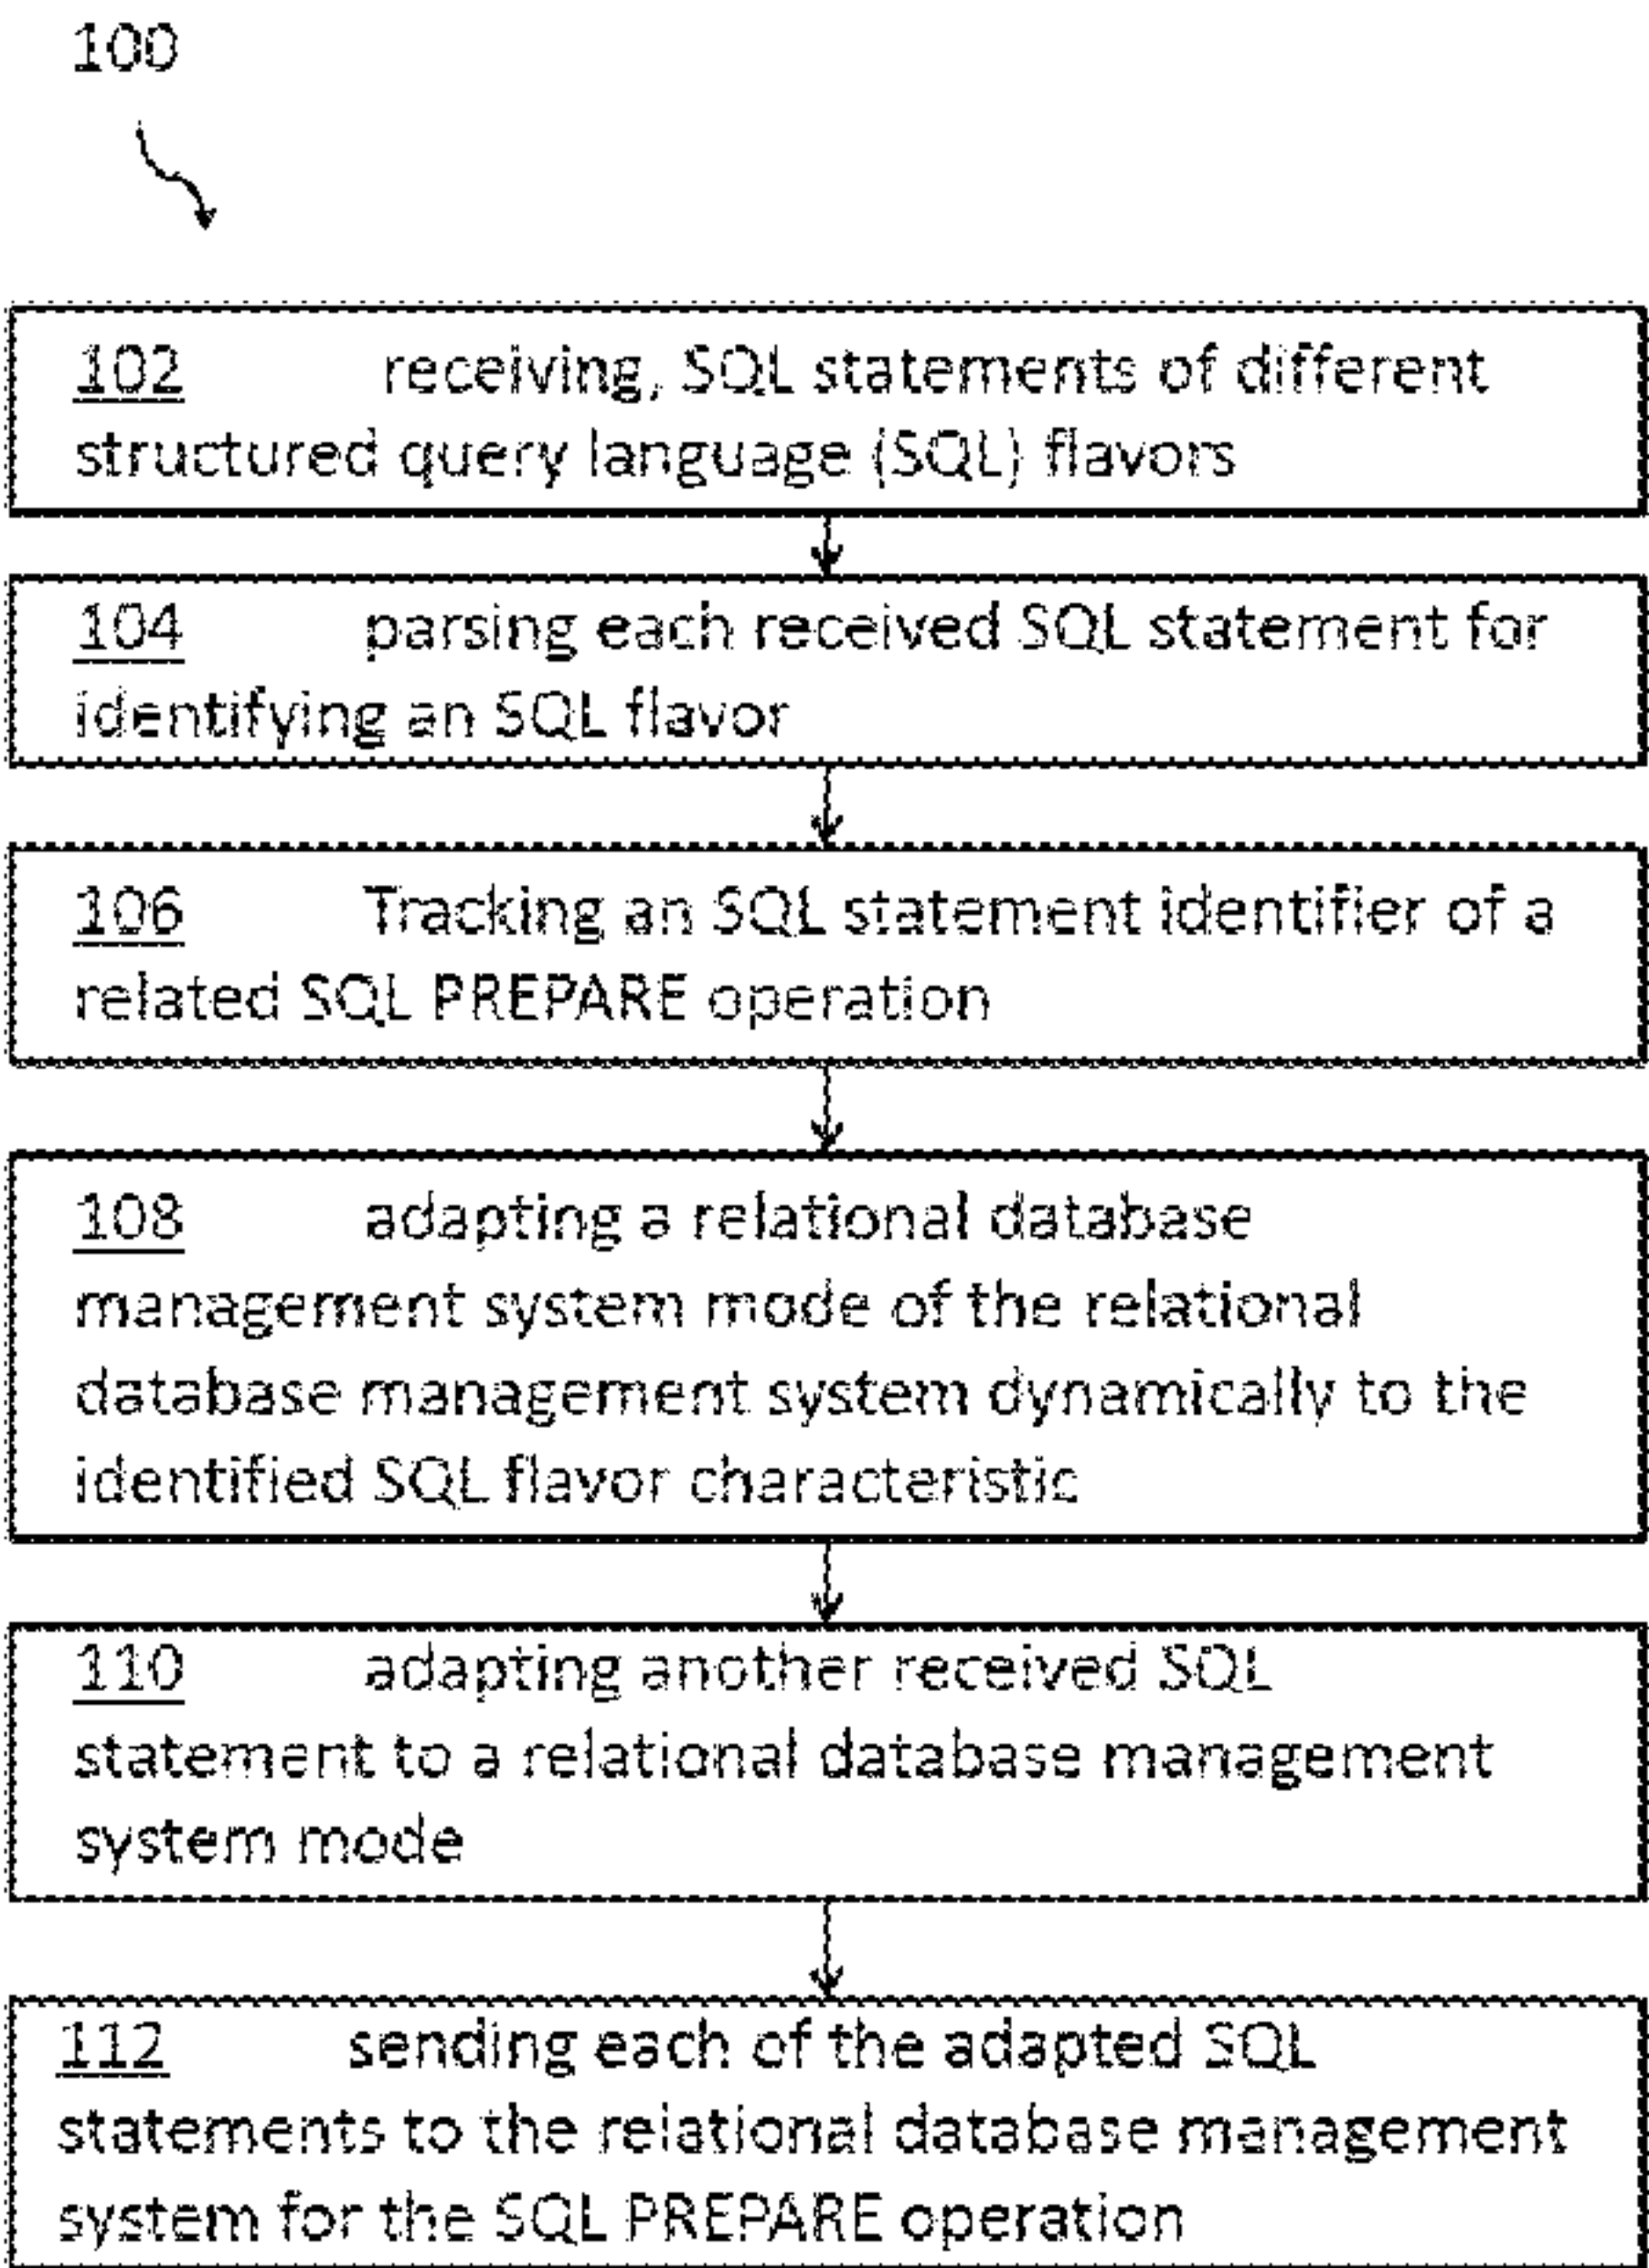 100
102 receiving, SQL statements of different
structured query language (SQL) flavors
104 parsing each received SQL statement for
identifying an SQL flavor
106 Tracking an SQL statement identifier of a
related SQL PREPARE operation
108 adapting a relational database
management system mode of the relational
database management system dynamically to the
identified SQL flavor characteristic
110 adapting another received SQL
statement to a relational database management
system mode
112 sending each of the adapted SQL
statements to the relational database management
system for the SQL PREPARE operation